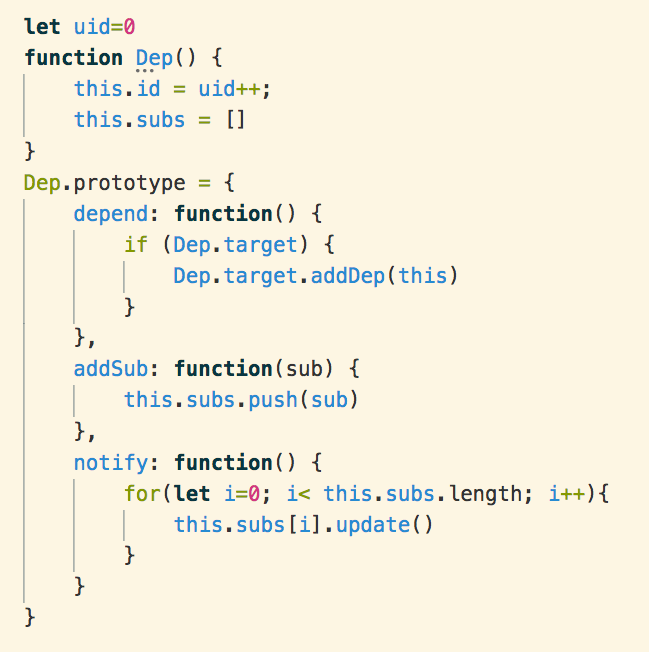 let uid=0
function Dep() {
    this.id = uid++;
    this.subs = []
}
Dep.prototype = {
    depend: function() {
        if (Dep.target) {
            Dep.target.addDep(this)
        }
    },
    addSub: function(sub) {
        this.subs.push(sub)
    },
    notify: function() {
        for(let i=0; i< this.subs.length; i++){
            this.subs[i].update()
        }
    }
}